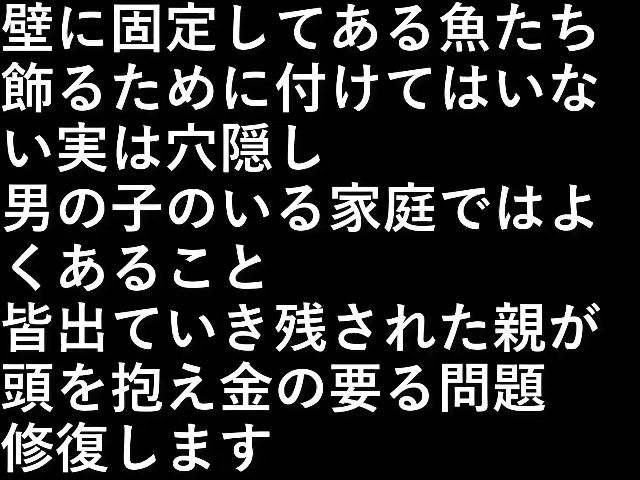 壁に固定してある魚たち
飾るために付けてはいな
い実は穴隠し
男の子のいる家庭ではよ
くあること
皆出ていき残された親が
頭を抱え金の要る問題
修復します